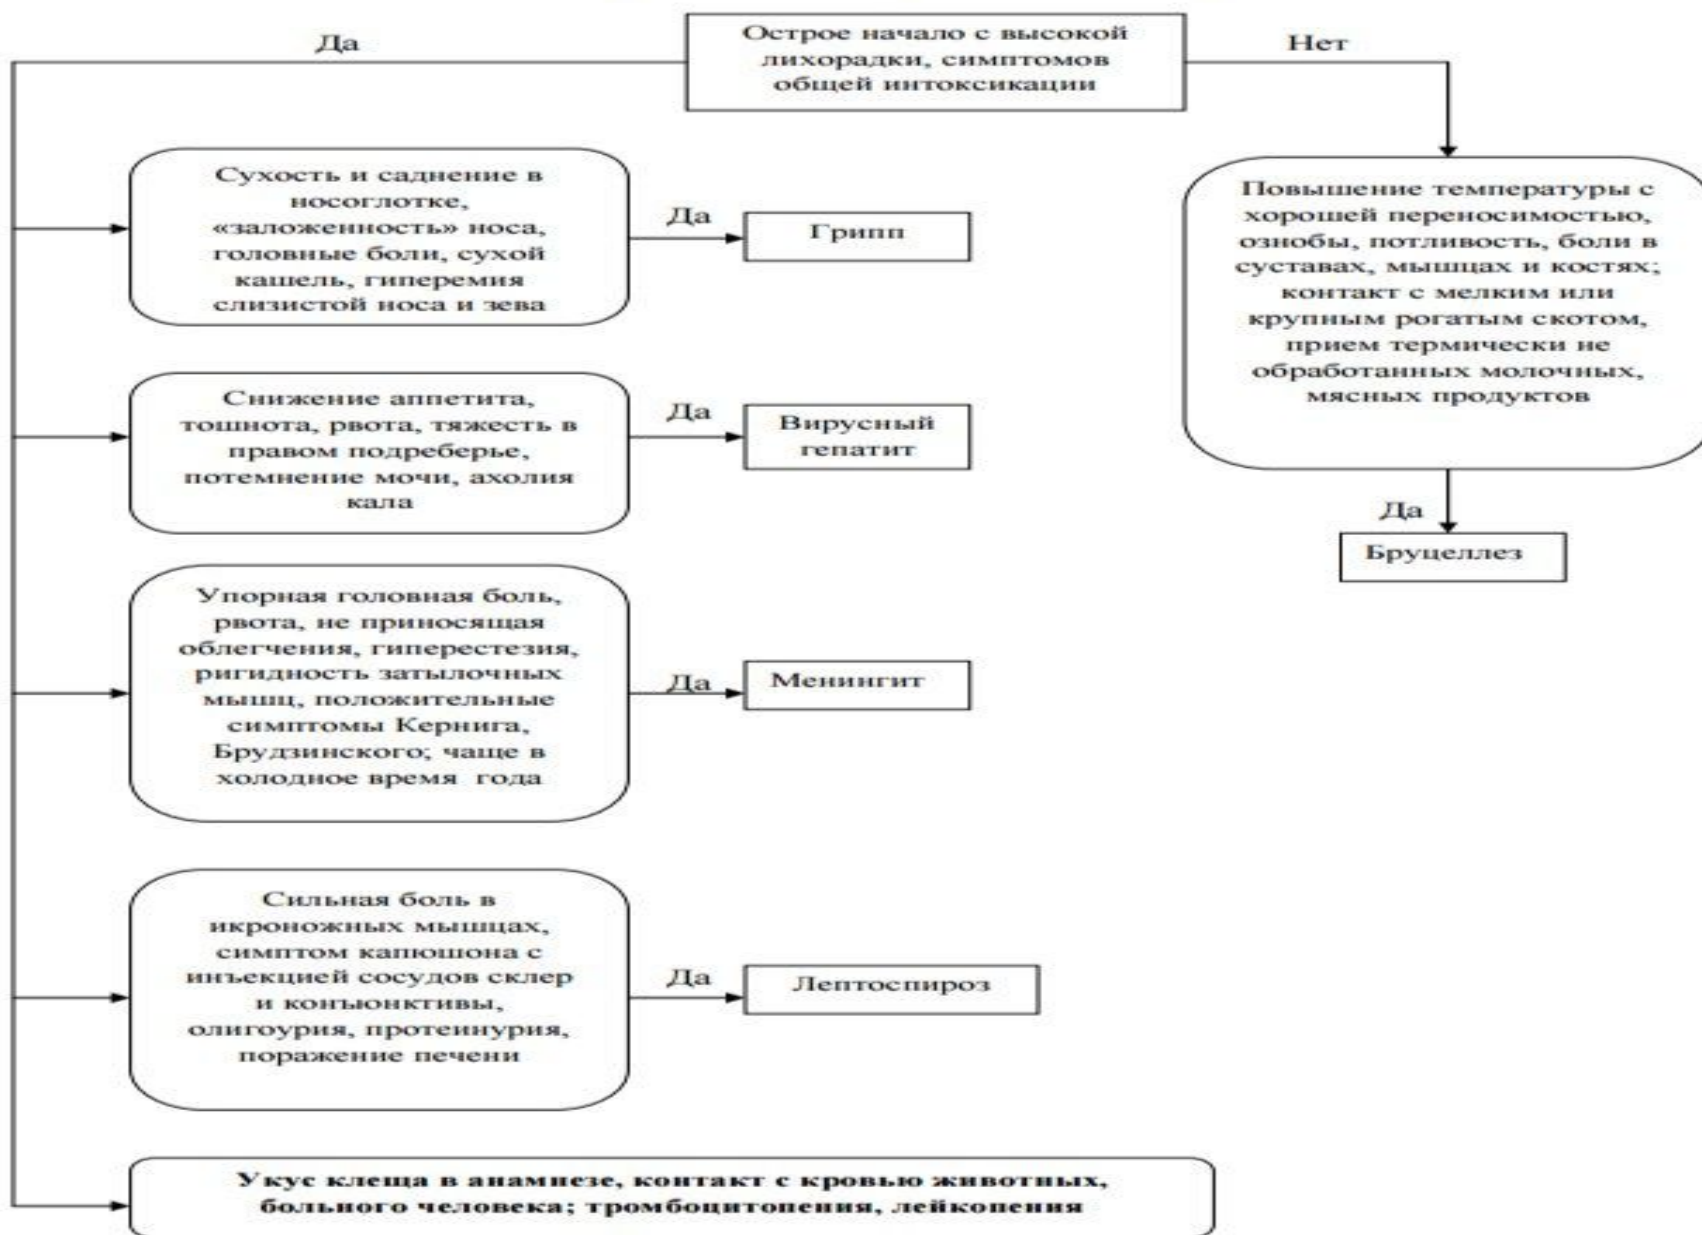 Да
Острое начало с высокой
лихорадки, симптомов
общей интоксикации
Нет
Сухость и саднение в
носоглотке,
«заложенность» носа,
головные боли, сухой
кашель, гиперемия
слизистой носа и зева
Да
Грипп
Повышение температуры с
хорошей переносимостью,
ознобы, потливость, боли в
суставах, мышцах и костях;
контакт с мелким или
крупным рогатым скотом,
прием термически не
обработанных молочных,
мясных продуктов
Снижение аппетита,
тошнота, рвота, тяжесть в
правом подреберье,
потемнение мочи, ахолия
кала
Да
Вирусный
гепатит
Да
Бруцеллез
Упорная головная боль,
рвота, не приносящая
облегчения, гиперестезия,
ригидность затылочных
мышц, положительные
симптомы Кернига,
Брудзинского; чаще в
холодное время года
Да
Менингит
Сильная боль в
икроножных мышцах,
симптом капюшона с
инъекцией сосудов склер
и конъюнктивы,
олигоурия, протеинурия,
поражение печени
Да
Лептоспироз
Укус клеща в анамнезе, контакт с кровью животных,
больного человека; тромбоцитопения, лейкопения